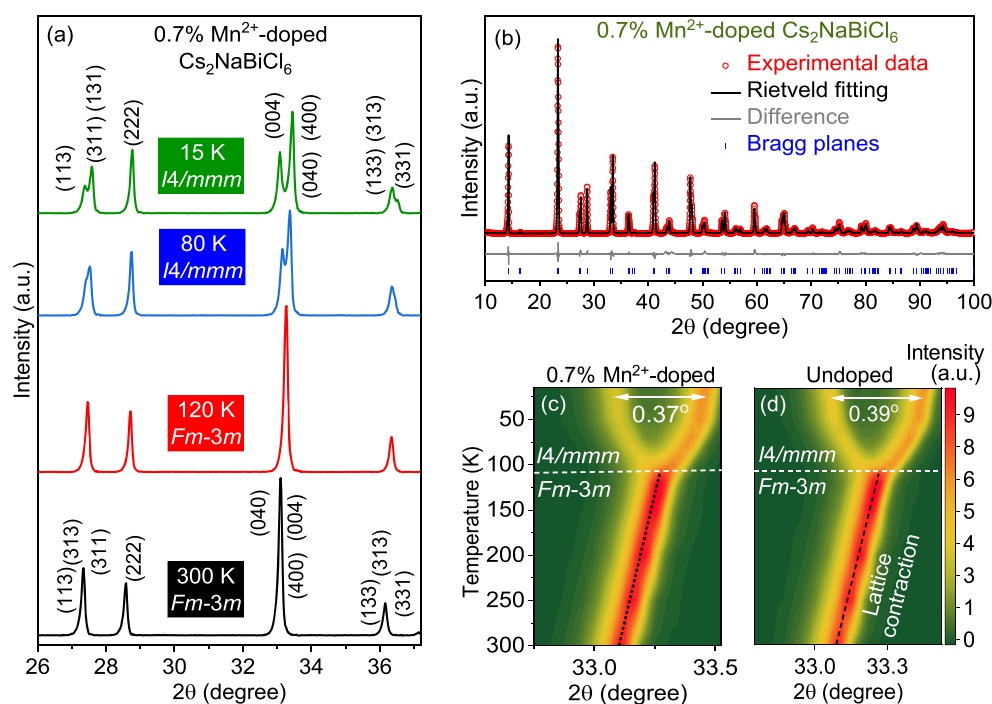 (a)
0.7% Mn²⁺-doped
Cs₂NaBiCl₆
(113)
(311) (131)
(222)
15 K
I4/mmm
(004)
(400)
(040)
(313)
(133)
(331)
80 K
I4/mmm
120 K
Fm-3m
(113)
(313)
(311)
(222)
300 K
Fm-3m
(040)
(004)
(400)
(133)
(313)
(331)
Intensity (a.u.)
26 28 30 32 34 36
2θ (degree)
(b)
0.7% Mn²⁺-doped Cs₂NaBiCl₆
Experimental data
Rietveld fitting
Difference
Bragg planes
Intensity (a.u.)
10 20 30 40 50 60 70 80 90 100
2θ (degree)
0.7% Mn²⁺-doped
(c)
0.37°
I4/mmm
Fm-3m
Temperature (K)
50
100
150
200
250
300
33.0 33.5
2θ (degree)
Undoped
(d)
0.39°
I4/mmm
Fm-3m
Lattice
contraction
33.0 33.3
2θ (degree)
Intensity
(a.u.)
9
8
7
6
5
4
3
1
0